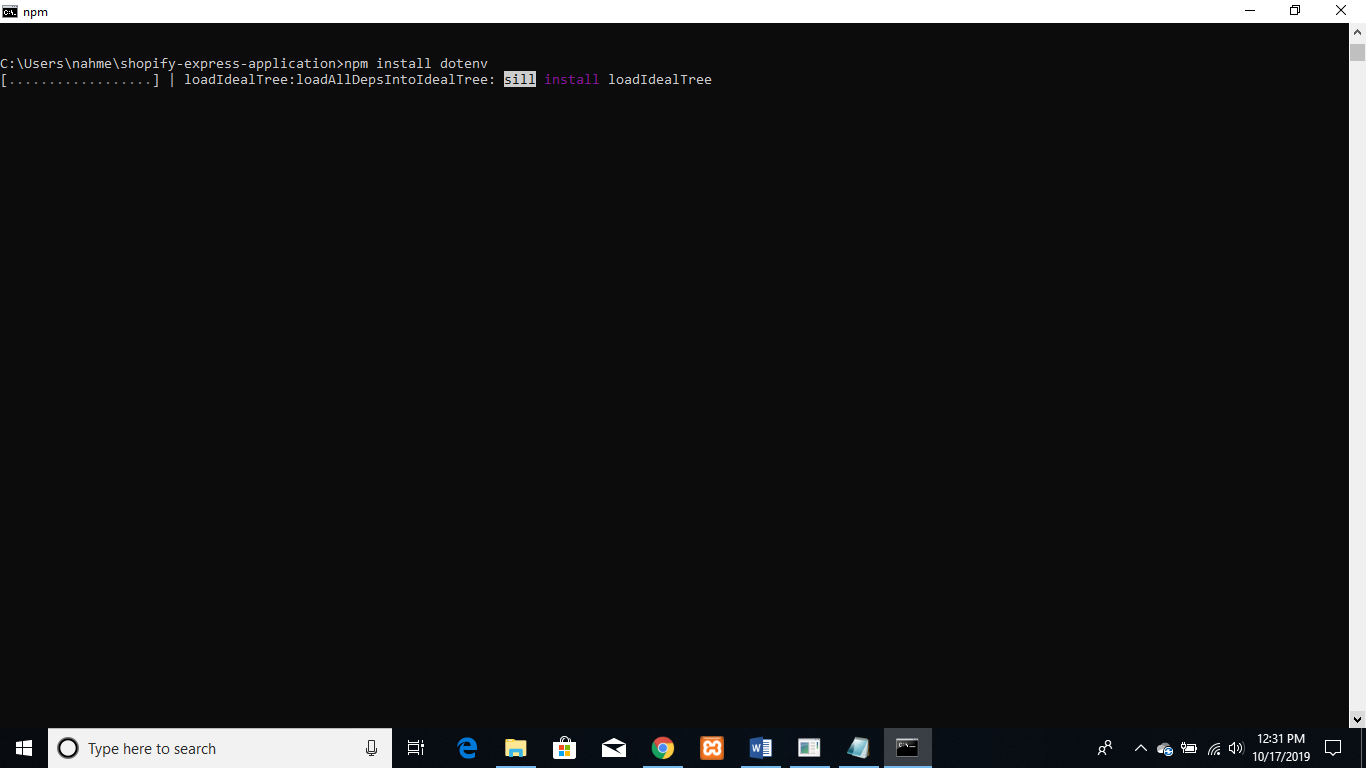 npm
C:\Users\nahme\shopify-express-application>npm install dotenv
[..................] | loadIdealTree:loadAllDepsIntoIdealTree: sill install loadIdealTree
Type here to search
12:31 PM
10/17/2019